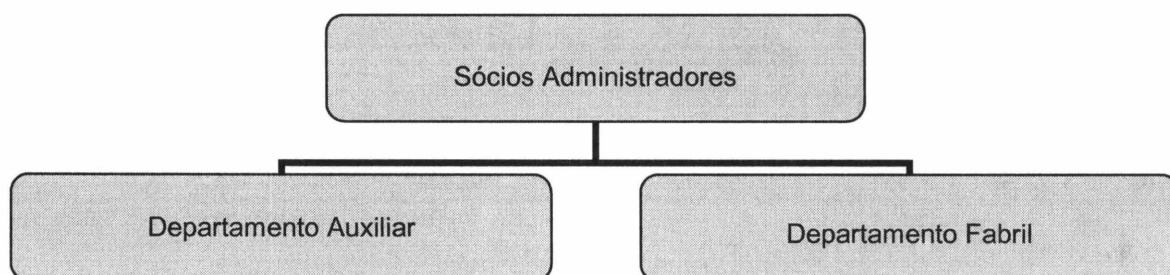 Sócios Administradores
Departamento Auxiliar
Departamento Fabril